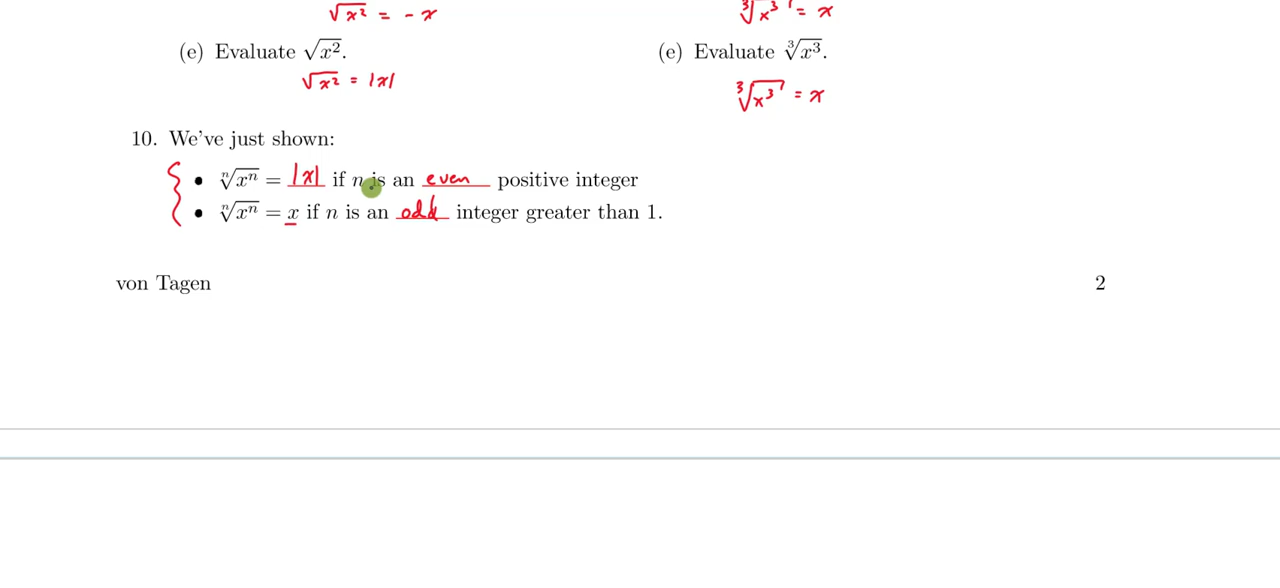 √x² = - x
∛x³ = x
(e) Evaluate √x².
(e) Evaluate ∛x³.
√x² = |x|
∛x³ = x
10. We've just shown:
• ⁿ√xⁿ = |x| if n is an even positive integer
• ⁿ√xⁿ = x if n is an odd integer greater than 1.
von Tagen
2